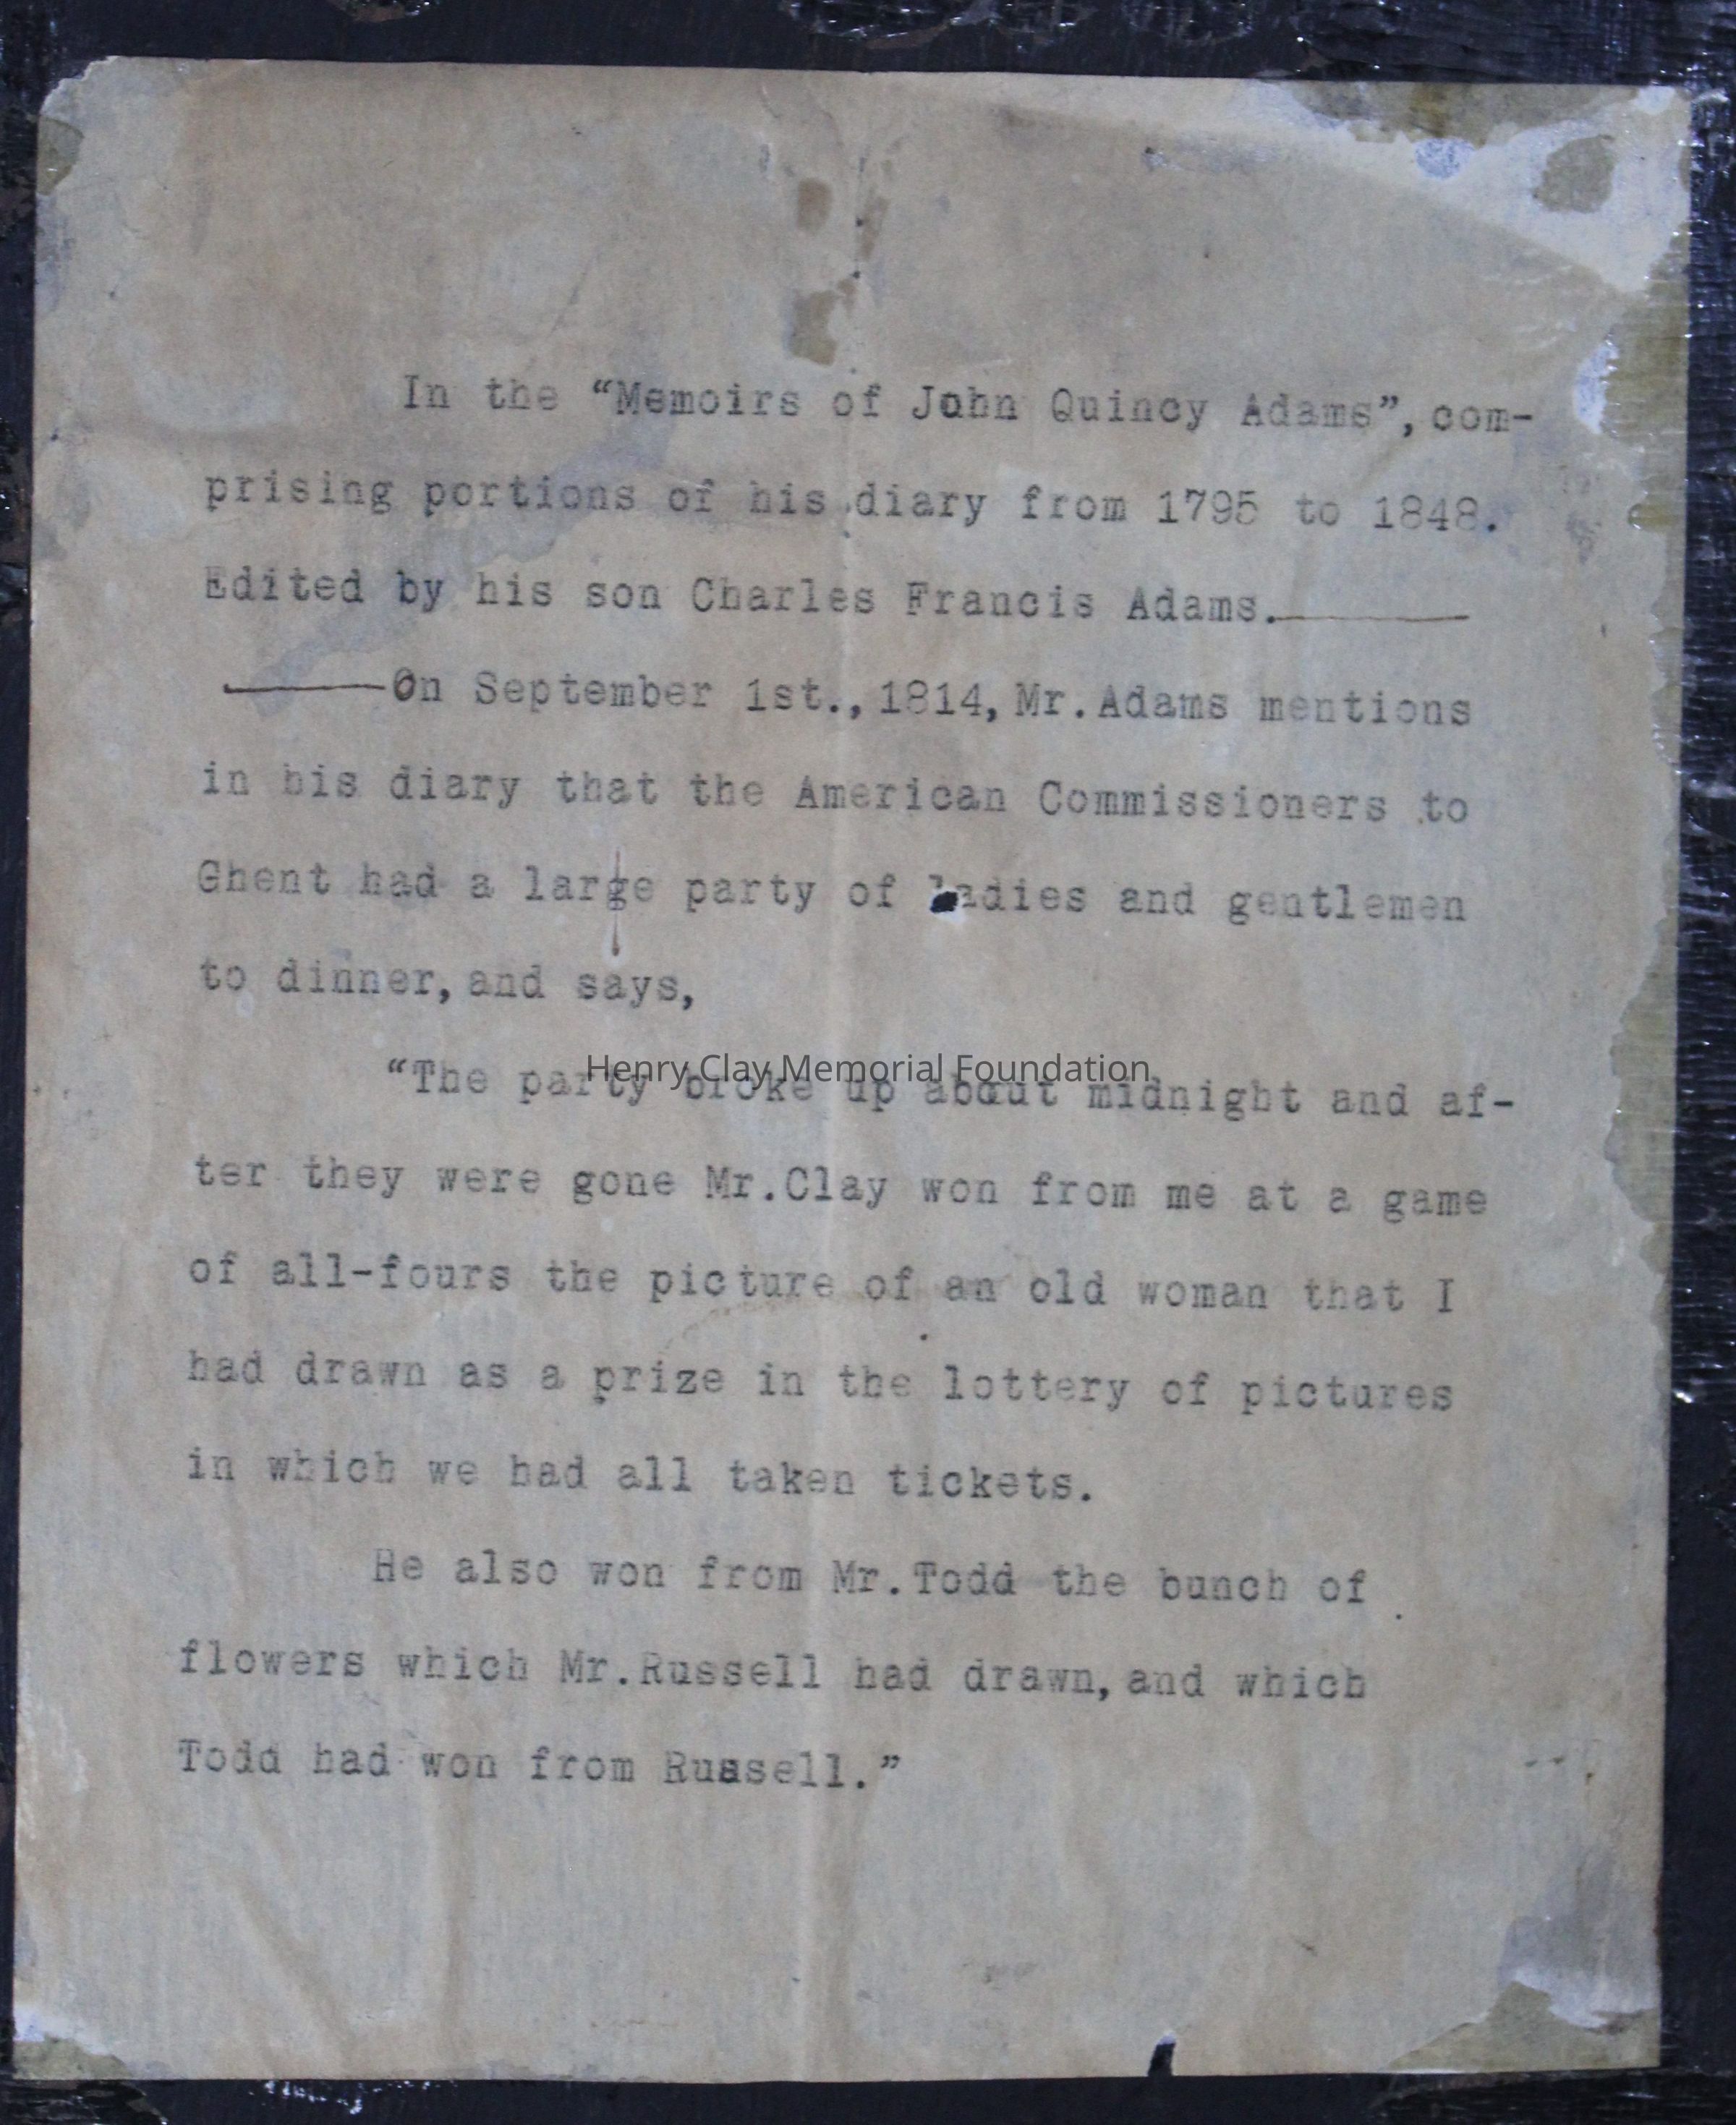 In the “Memoirs of John Quincy Adams”, com-
prising portions of his diary from 1795 to 1848.
Edited by his son Charles Francis Adams.———
———On September 1st., 1814, Mr. Adams mentions
in his diary that the American Commissioners to
Ghent had a large party of ladies and gentlemen
to dinner, and says,
Henry Clay Memorial Foundation
“The party broke up about midnight and af-
ter they were gone Mr. Clay won from me at a game
of all-fours the picture of an old woman that I
had drawn as a prize in the lottery of pictures
in which we had all taken tickets.
He also won from Mr. Todd the bunch of
flowers which Mr. Russell had drawn, and which
Todd had won from Russell.”